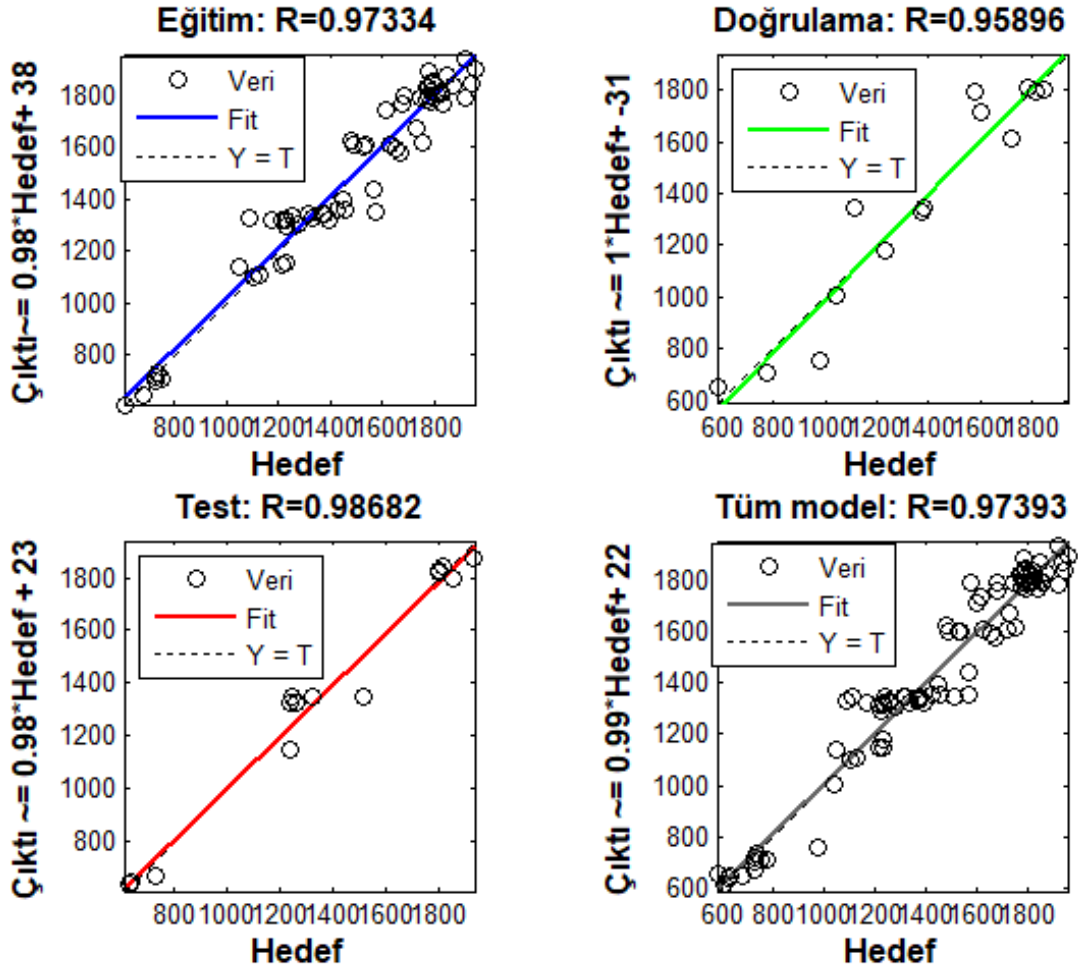 Eğitim: R=0.97334
Çıktı~= 0.98*Hedef+ 38
Veri
Fit
Y = T
1800
1600
1400
1200
1000
800
800 1000 1200 1400 1600 1800
Hedef
Doğrulama: R=0.95896
Çıktı ~= 1*Hedef+ -31
Veri
Fit
Y = T
1800
1600
1400
1200
1000
800
600
600 800 1000 1200 1400 1600 1800
Hedef
Test: R=0.98682
Çıktı ~= 0.98*Hedef + 23
Veri
Fit
Y = T
1800
1600
1400
1200
1000
800
800 1000 1200 1400 1600 1800
Hedef
Tüm model: R=0.97393
Çıktı ~= 0.99*Hedef+ 22
Veri
Fit
Y = T
1800
1600
1400
1200
1000
800
600
600 800 1000 1200 1400 1600 1800
Hedef